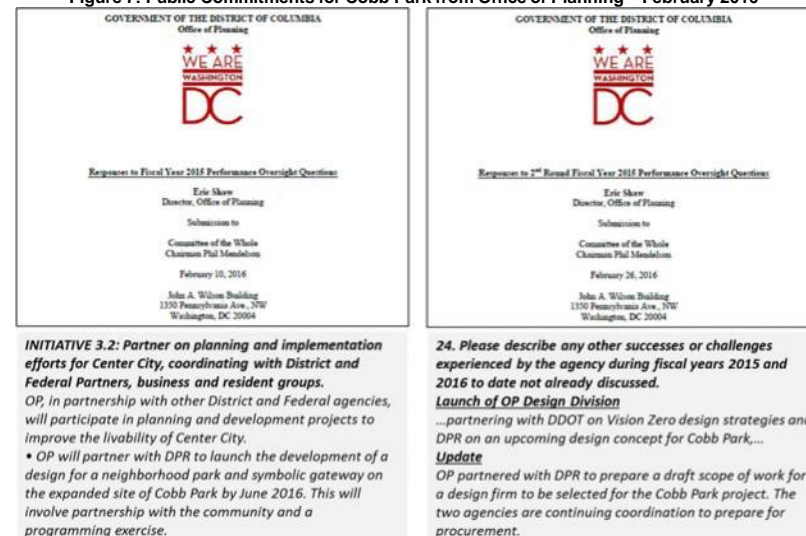 Figure 7. Public Commitments for Cobb Park from Office of Planning – February 2016
GOVERNMENT OF THE DISTRICT OF COLUMBIA
Office of Planning
WE ARE
WASHINGTON
DC
Responses to Fiscal Year 2015 Performance Oversight Questions
Eric Shaw
Director, Office of Planning
Submission to
Committee of the Whole
Chairman Phil Mendelson
February 10, 2016
John A. Wilson Building
1350 Pennsylvania Ave., NW
Washington, DC 20004
INITIATIVE 3.2: Partner on planning and implementation
efforts for Center City, coordinating with District and
Federal Partners, business and resident groups.
OP, in partnership with other District and Federal agencies,
will participate in planning and development projects to
improve the livability of Center City.
• OP will partner with DPR to launch the development of a
design for a neighborhood park and symbolic gateway on
the expanded site of Cobb Park by June 2016. This will
involve partnership with the community and a
programming exercise.
GOVERNMENT OF THE DISTRICT OF COLUMBIA
Office of Planning
WE ARE
WASHINGTON
DC
Responses to 2nd Round Fiscal Year 2015 Performance Oversight Questions
Eric Shaw
Director, Office of Planning
Submission to
Committee of the Whole
Chairman Phil Mendelson
February 26, 2016
John A. Wilson Building
1350 Pennsylvania Ave., NW
Washington, DC 20004
24. Please describe any other successes or challenges
experienced by the agency during fiscal years 2015 and
2016 to date not already discussed.
Launch of OP Design Division
...partnering with DDOT on Vision Zero design strategies and
DPR on an upcoming design concept for Cobb Park,...
Update
OP partnered with DPR to prepare a draft scope of work for
a design firm to be selected for the Cobb Park project. The
two agencies are continuing coordination to prepare for
procurement.